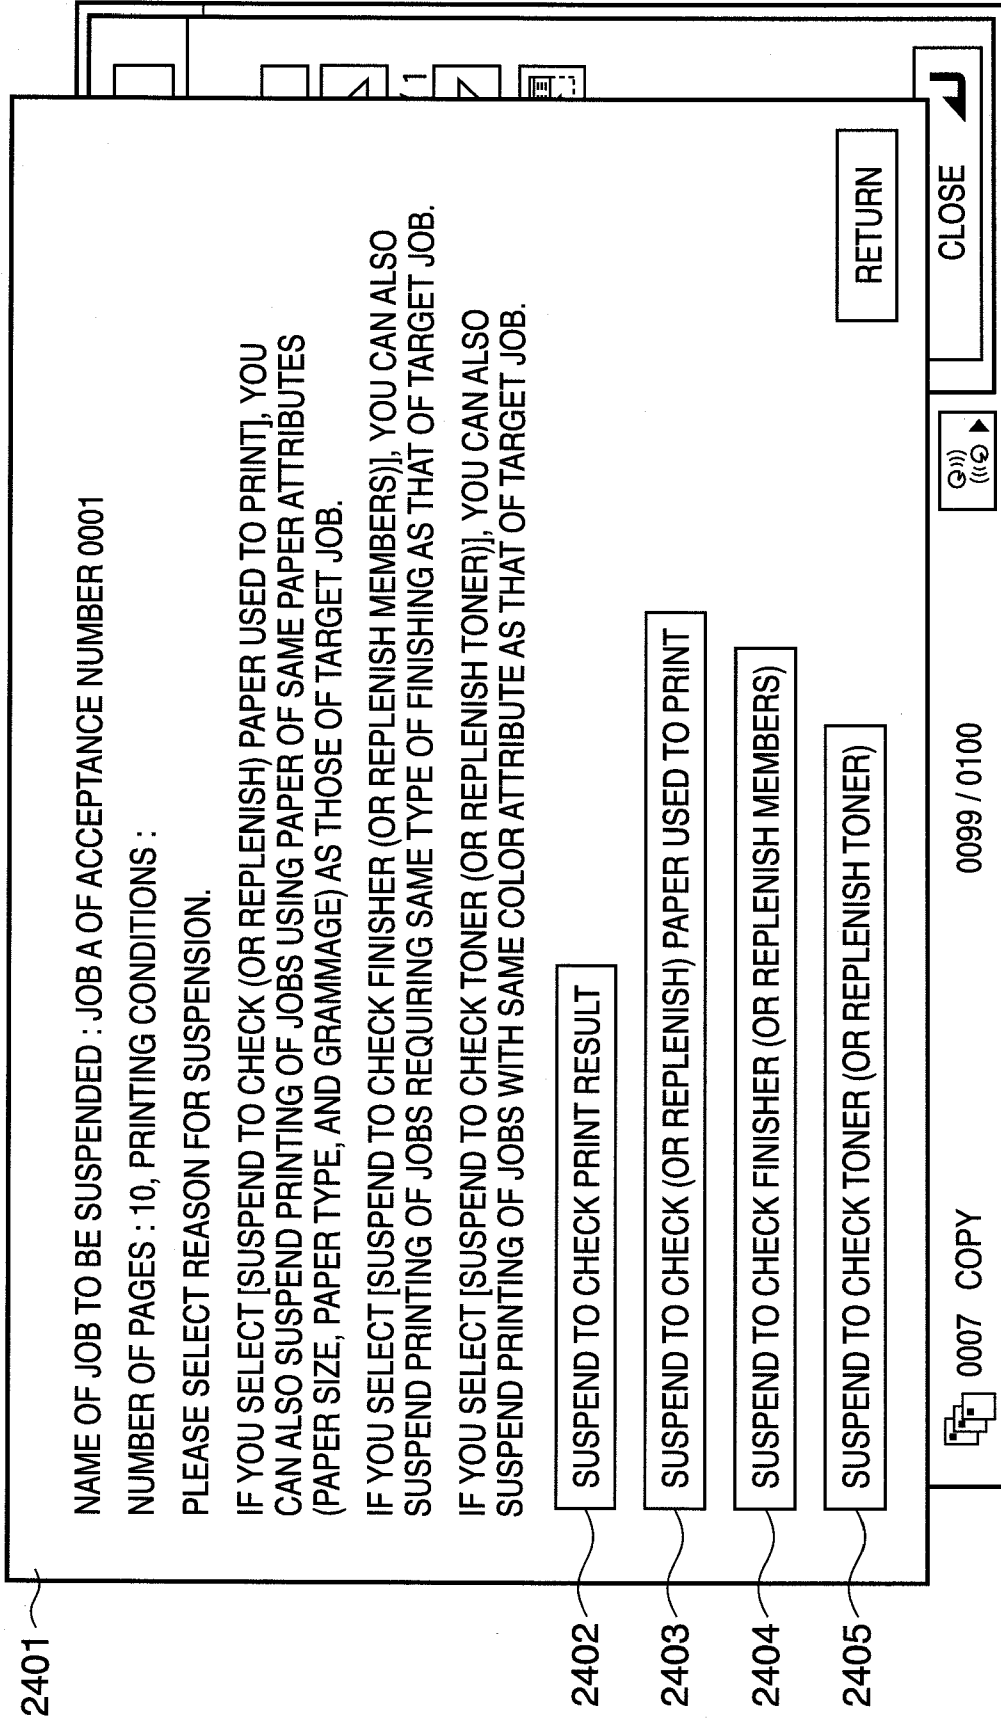 2401
NAME OF JOB TO BE SUSPENDED : JOB A OF ACCEPTANCE NUMBER 0001
NUMBER OF PAGES : 10, PRINTING CONDITIONS :
PLEASE SELECT REASON FOR SUSPENSION.
IF YOU SELECT [SUSPEND TO CHECK (OR REPLENISH) PAPER USED TO PRINT], YOU
CAN ALSO SUSPEND PRINTING OF JOBS USING PAPER OF SAME PAPER ATTRIBUTES
(PAPER SIZE, PAPER TYPE, AND GRAMMAGE) AS THOSE OF TARGET JOB.
IF YOU SELECT [SUSPEND TO CHECK FINISHER (OR REPLENISH MEMBERS)], YOU CAN ALSO
SUSPEND PRINTING OF JOBS REQUIRING SAME TYPE OF FINISHING AS THAT OF TARGET JOB.
IF YOU SELECT [SUSPEND TO CHECK TONER (OR REPLENISH TONER)], YOU CAN ALSO
SUSPEND PRINTING OF JOBS WITH SAME COLOR ATTRIBUTE AS THAT OF TARGET JOB.
/ 1
2402 SUSPEND TO CHECK PRINT RESULT
2403 SUSPEND TO CHECK (OR REPLENISH) PAPER USED TO PRINT
2404 SUSPEND TO CHECK FINISHER (OR REPLENISH MEMBERS)
2405 SUSPEND TO CHECK TONER (OR REPLENISH TONER)
RETURN
0007 COPY 0099 / 0100 CLOSE